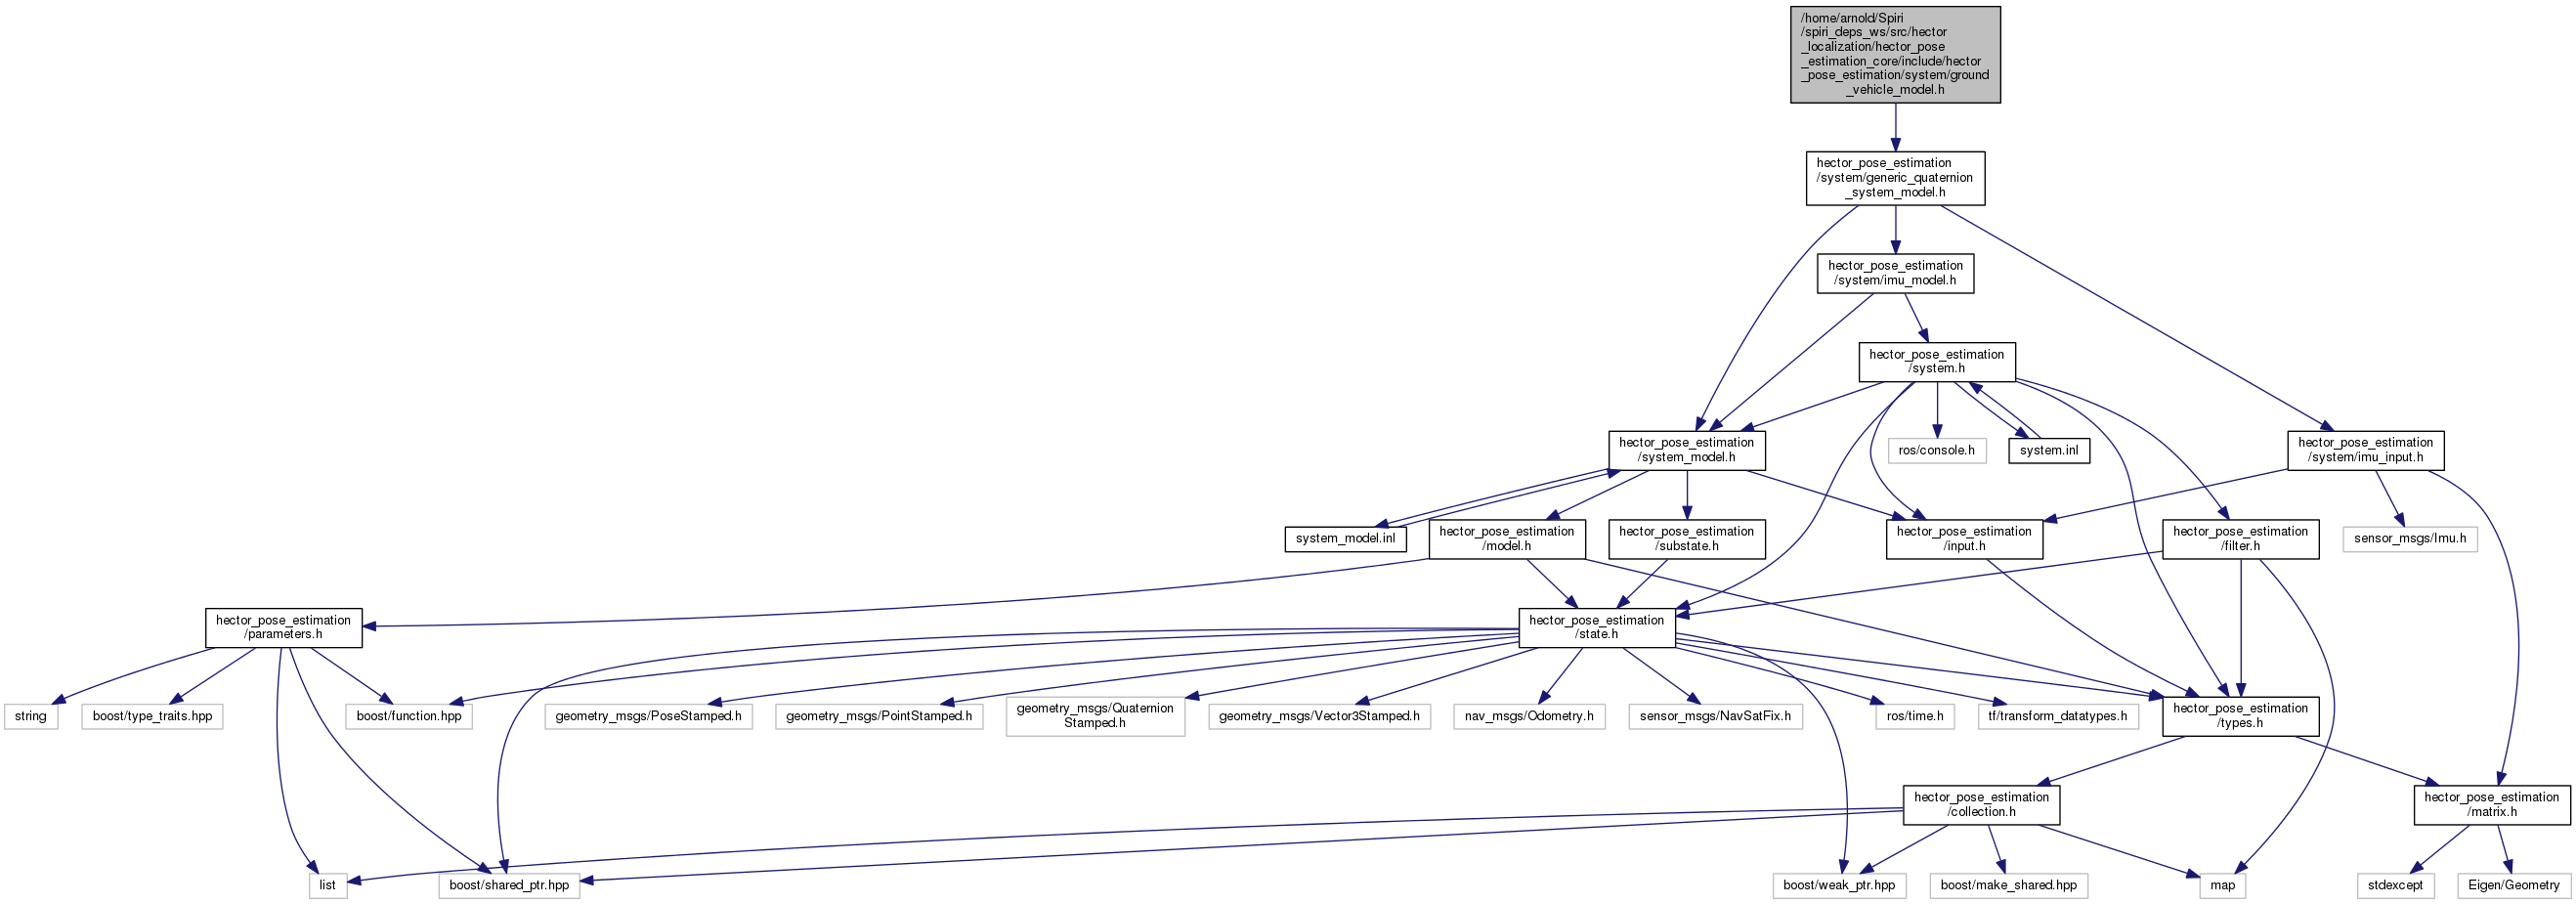 /home/arnold/Spiri
/spiri_deps_ws/src/hector
_localization/hector_pose
_estimation_core/include/hector
_pose_estimation/system/ground
_vehicle_model.h
hector_pose_estimation
/system/generic_quaternion
_system_model.h
hector_pose_estimation
/system/imu_model.h
hector_pose_estimation
/system.h
hector_pose_estimation
/system_model.h
ros/console.h
system.inl
hector_pose_estimation
/system/imu_input.h
system_model.inl
hector_pose_estimation
/model.h
hector_pose_estimation
/substate.h
hector_pose_estimation
/input.h
hector_pose_estimation
/filter.h
sensor_msgs/Imu.h
hector_pose_estimation
/parameters.h
hector_pose_estimation
/state.h
string
boost/type_traits.hpp
boost/function.hpp
geometry_msgs/PoseStamped.h
geometry_msgs/PointStamped.h
geometry_msgs/Quaternion
Stamped.h
geometry_msgs/Vector3Stamped.h
nav_msgs/Odometry.h
sensor_msgs/NavSatFix.h
ros/time.h
tf/transform_datatypes.h
hector_pose_estimation
/types.h
hector_pose_estimation
/collection.h
hector_pose_estimation
/matrix.h
list
boost/shared_ptr.hpp
boost/weak_ptr.hpp
boost/make_shared.hpp
map
stdexcept
Eigen/Geometry